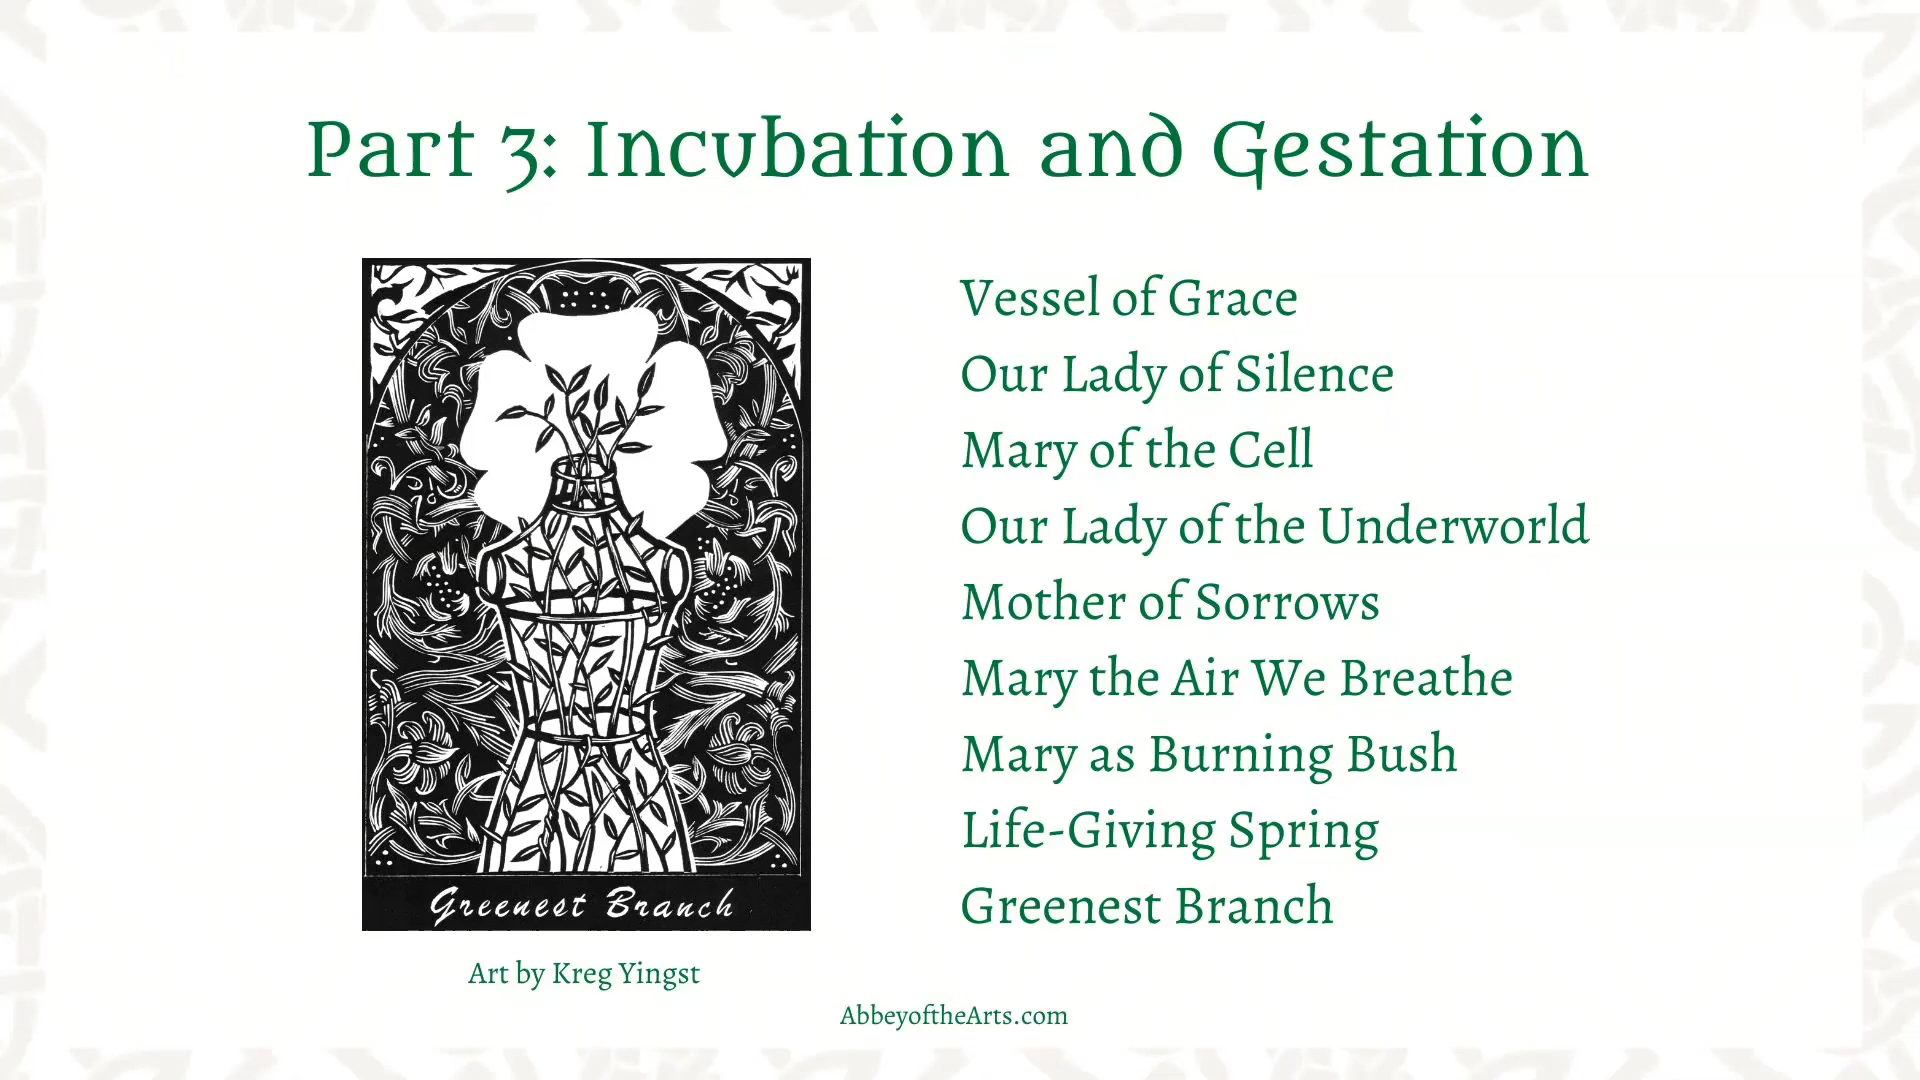 Part 3: Incubation and Gestation
Greenest Branch
Art by Kreg Yingst
Vessel of Grace
Our Lady of Silence
Mary of the Cell
Our Lady of the Underworld
Mother of Sorrows
Mary the Air We Breathe
Mary as Burning Bush
Life-Giving Spring
Greenest Branch
AbbeyoftheArts.com